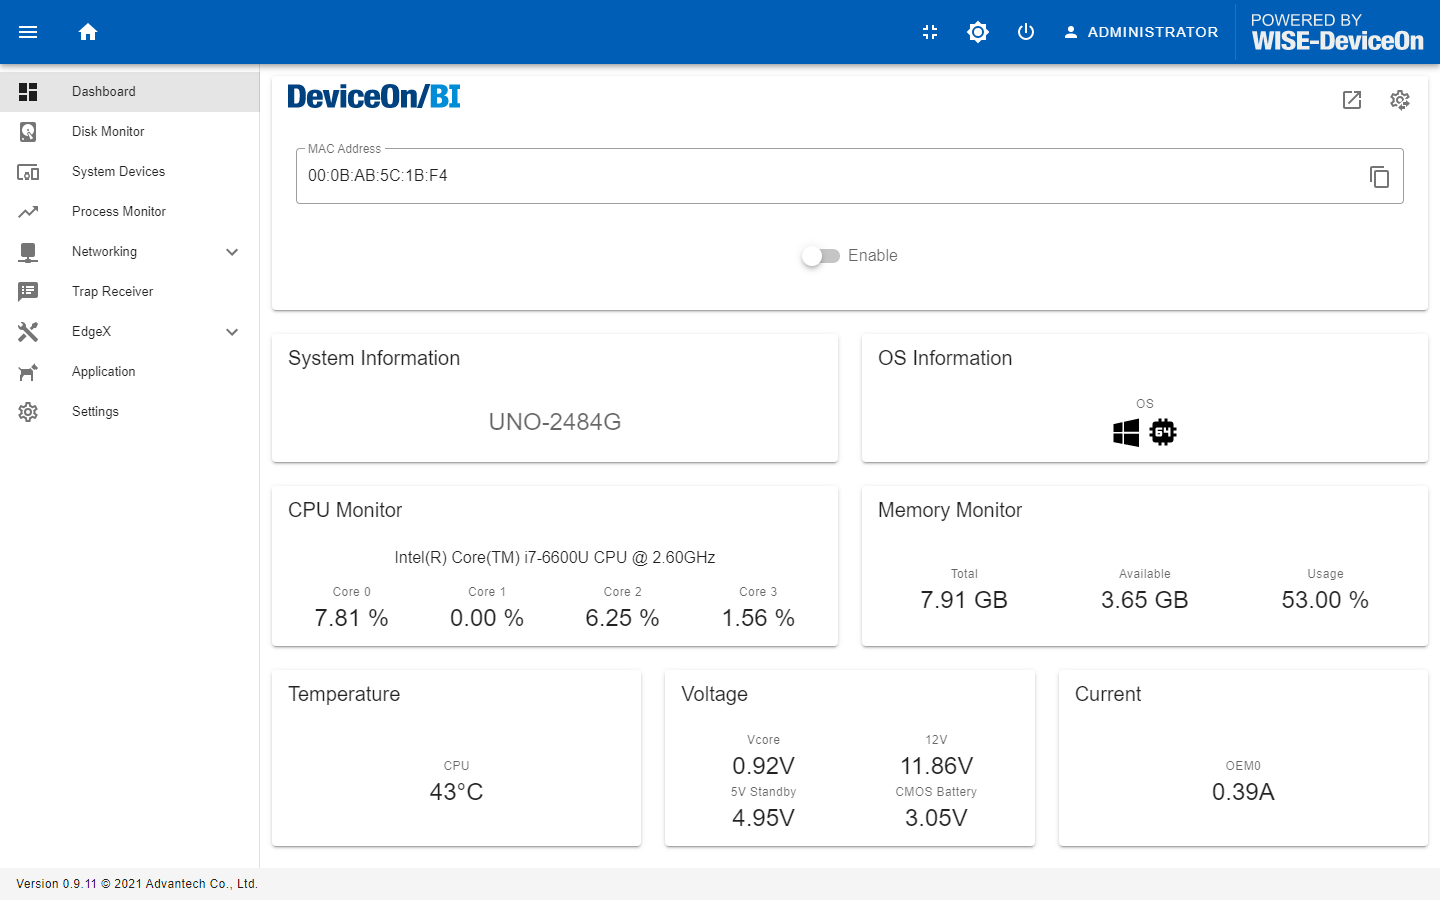 ADMINISTRATOR
POWERED BY
WISE-DeviceOn
Dashboard
Disk Monitor
System Devices
Process Monitor
Networking
Trap Receiver
EdgeX
Application
Settings
DeviceOn/BI
MAC Address
00:0B:AB:5C:1B:F4
Enable
System Information
UNO-2484G
OS Information
OS
64
CPU Monitor
Intel(R) Core(TM) i7-6600U CPU @ 2.60GHz
Core 0 Core 1 Core 2 Core 3
7.81 % 0.00 % 6.25 % 1.56 %
Memory Monitor
Total Available Usage
7.91 GB 3.65 GB 53.00 %
Temperature
CPU
43°C
Voltage
Vcore 12V
0.92V 11.86V
5V Standby CMOS Battery
4.95V 3.05V
Current
OEM0
0.39A
Version 0.9.11 © 2021 Advantech Co., Ltd.